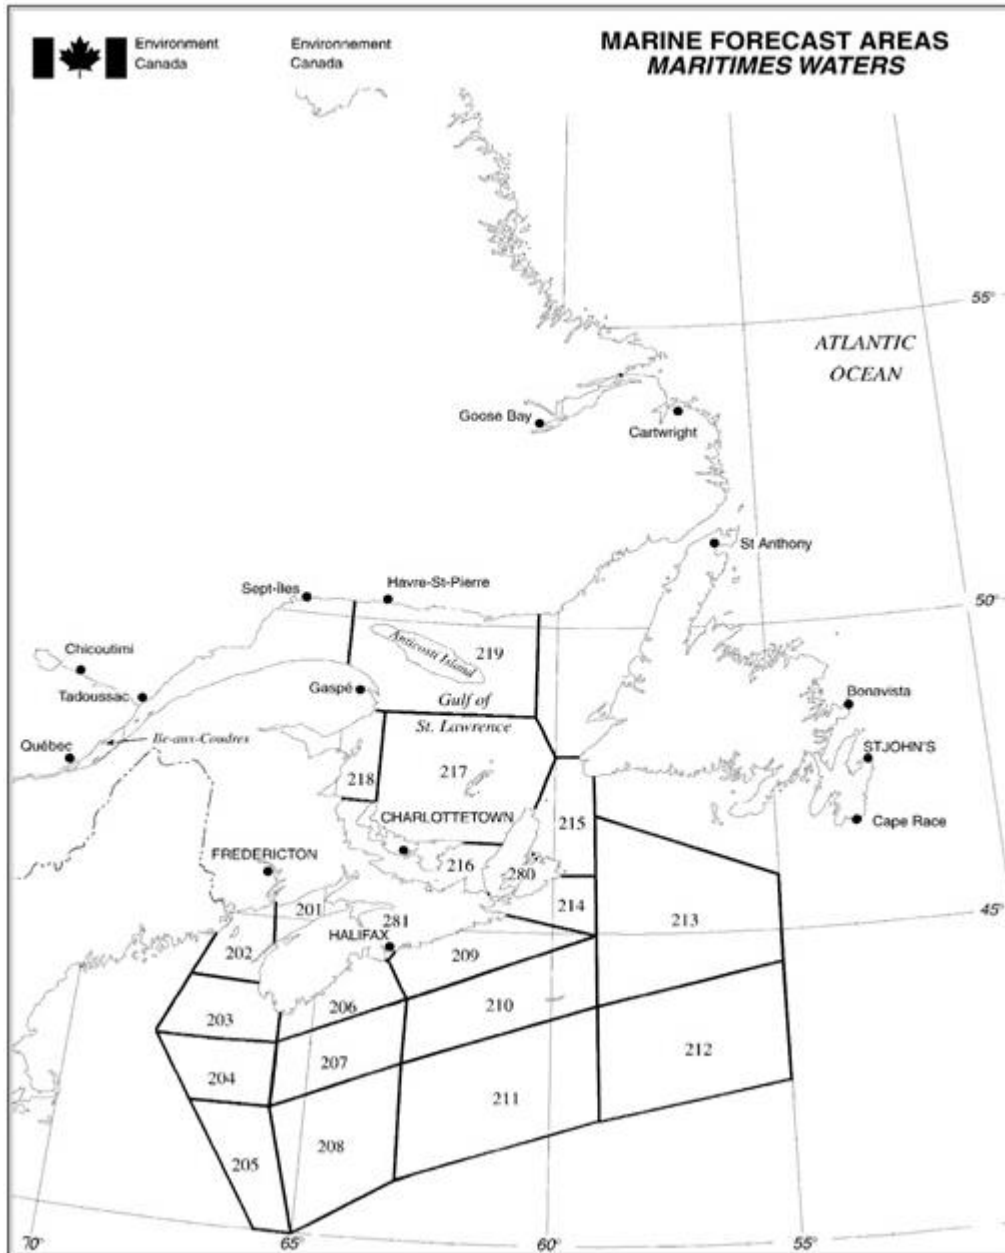 Environment
Canada
Environnement
Canada
MARINE FORECAST AREAS
MARITIMES WATERS
55°
ATLANTIC
OCEAN
Goose Bay
Cartwright
St Anthony
Sept-Îles
Havre-St-Pierre
50°
Chicoutimi
Anticosti Island
219
Tadoussac
Gaspé
Gulf of
St. Lawrence
Bonavista
Ile-aux-Coudres
Québec
STJOHN'S
218
217
CHARLOTTETOWN
215
Cape Race
FREDERICTON
216
280
201
281
214
213
45°
HALIFAX
202
209
203
206
210
204
207
212
211
205
208
70°
65°
60°
55°